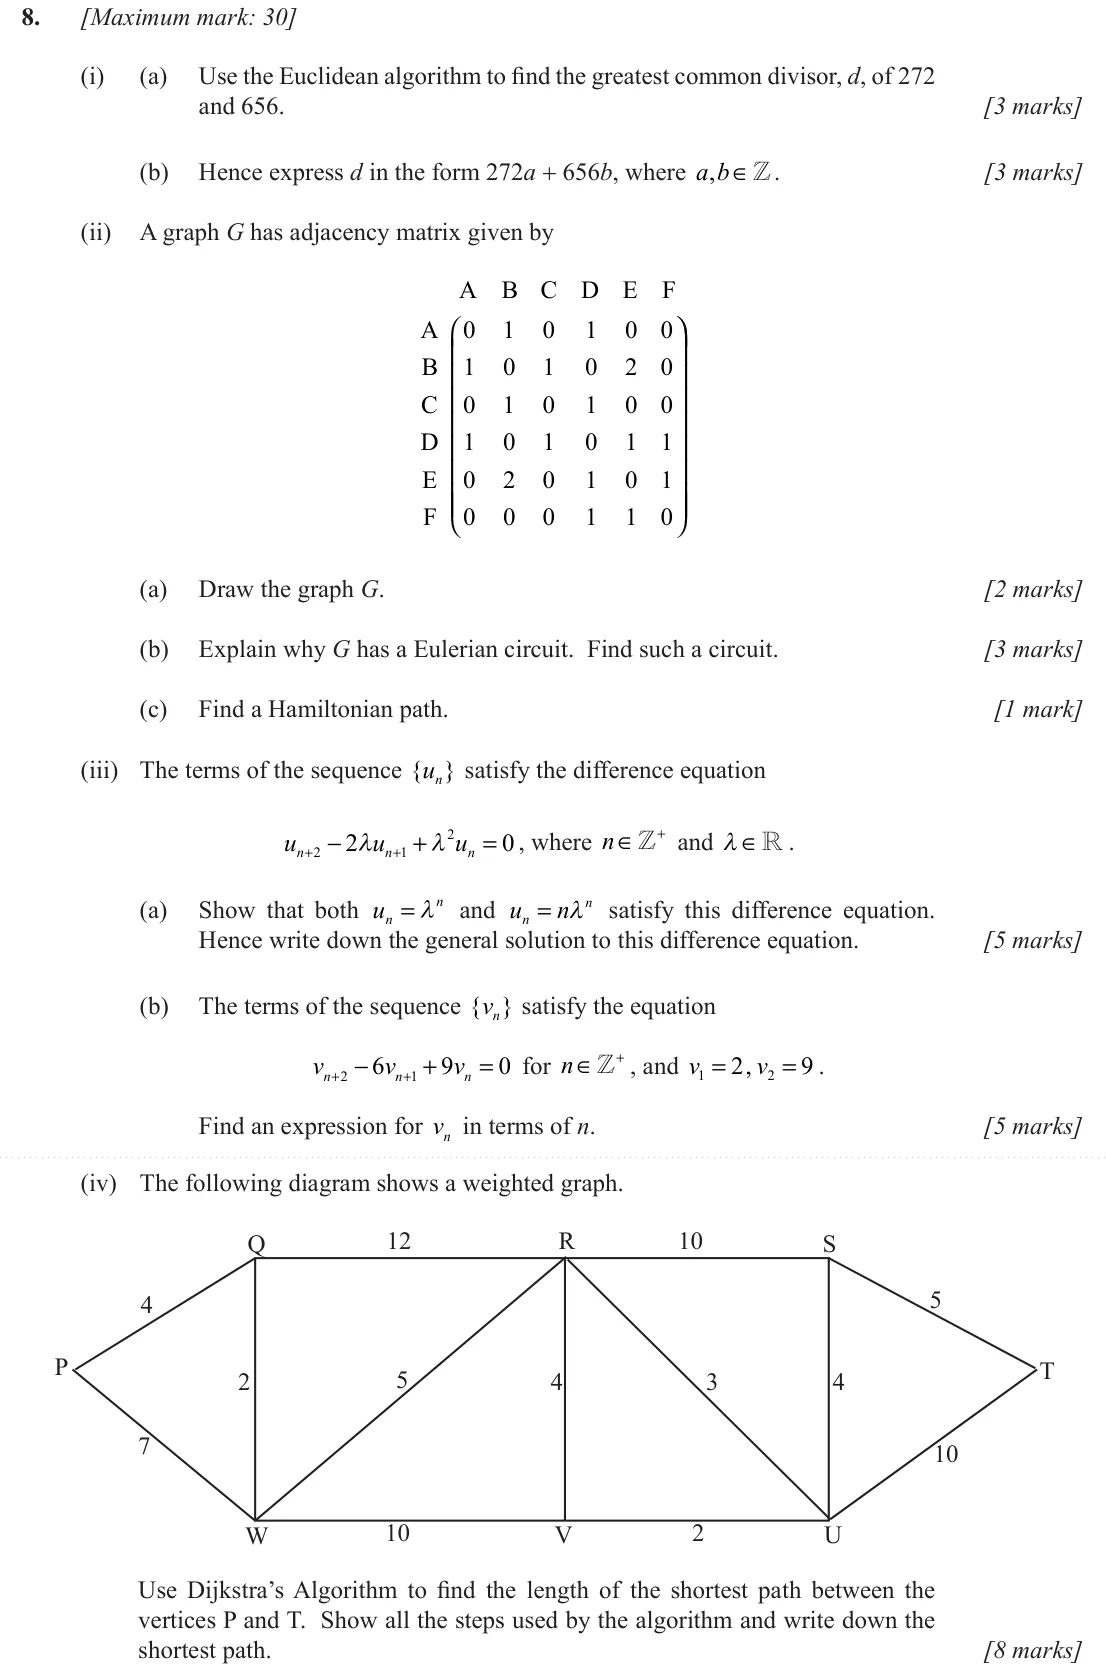 8. [Maximum mark: 30]
(i) (a) Use the Euclidean algorithm to find the greatest common divisor, d, of 272
and 656. [3 marks]
(b) Hence express d in the form 272a + 656b, where a,b∈ℤ. [3 marks]
(ii) A graph G has adjacency matrix given by
A B C D E F
A 0 1 0 1 0 0
B 1 0 1 0 2 0
C 0 1 0 1 0 0
D 1 0 1 0 1 1
E 0 2 0 1 0 1
F 0 0 0 1 1 0
(a) Draw the graph G. [2 marks]
(b) Explain why G has a Eulerian circuit. Find such a circuit. [3 marks]
(c) Find a Hamiltonian path. [1 mark]
(iii) The terms of the sequence {uₙ} satisfy the difference equation
uₙ₊₂ − 2λuₙ₊₁ + λ²uₙ = 0, where n∈ℤ⁺ and λ∈ℝ.
(a) Show that both uₙ = λⁿ and uₙ = nλⁿ satisfy this difference equation.
Hence write down the general solution to this difference equation. [5 marks]
(b) The terms of the sequence {vₙ} satisfy the equation
vₙ₊₂ − 6vₙ₊₁ + 9vₙ = 0 for n∈ℤ⁺, and v₁ = 2, v₂ = 9.
Find an expression for vₙ in terms of n. [5 marks]
(iv) The following diagram shows a weighted graph.
Q 12 R 10 S
4 5
P T
2 5 4 3 4
7 10
W 10 V 2 U
Use Dijkstra’s Algorithm to find the length of the shortest path between the
vertices P and T. Show all the steps used by the algorithm and write down the
shortest path. [8 marks]